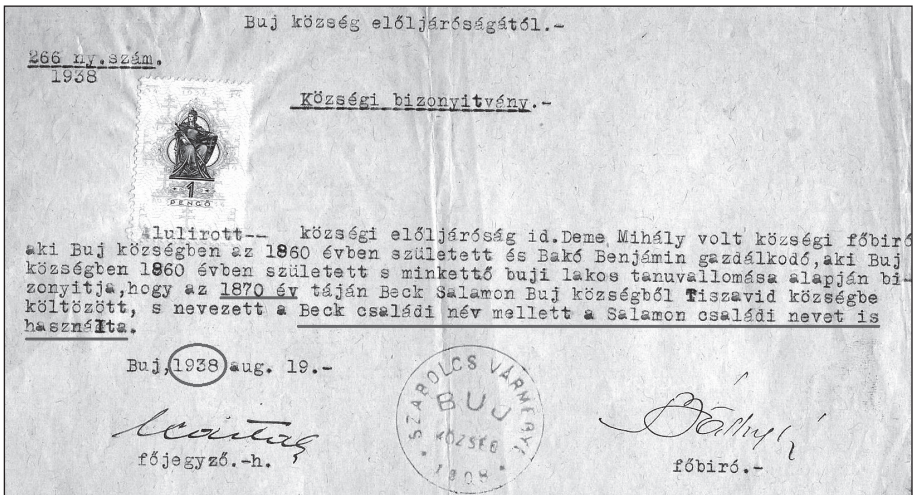 Buj község előljáróságától.-
266 ny.szám.
1938
Községi bizonyitvány.-
1
PENGŐ
Alulirott-- községi előljáróság id.Deme Mihály volt községi főbiró
aki Buj községben az 1860 évben született és Bakó Benjámin gazdálkodó,aki Buj
községben 1860 évben született s minkettő buji lakos tanuvallomása alapján bi-
zonyitja,hogy az 1870 év táján Beck Salamon Buj községből Tiszavid községbe
költözött, s nevezett a Beck családi név mellett a Salamon családi nevet is
használta.
Buj,1938 aug. 19.-
SZABOLCS VÁRMEGYE
BUJ
KÖZSÉG
1908
főjegyző.-h.
főbiró.-